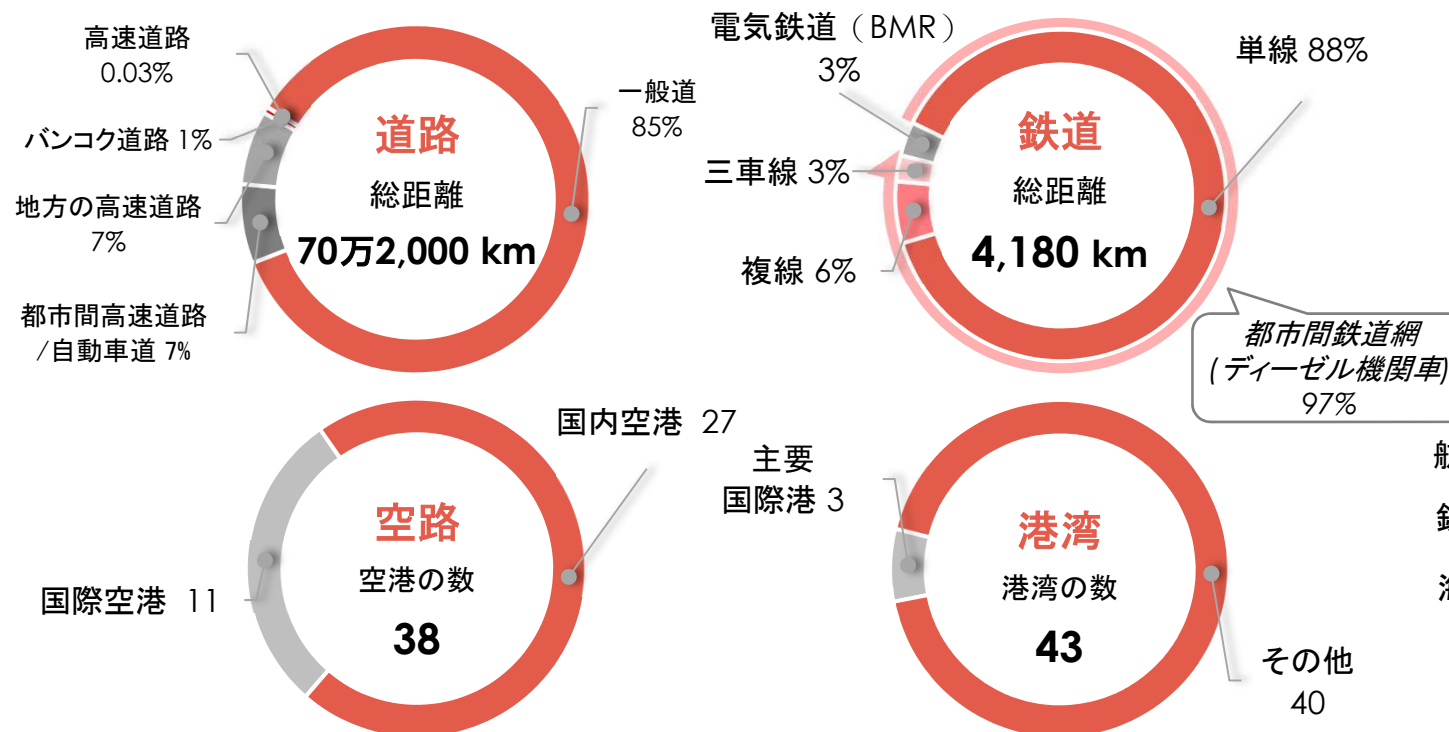 高速道路
0.03%
バンコク道路 1%
地方の高速道路
7%
都市間高速道路
/自動車道 7%
一般道
85%
道路
総距離
70万2,000 km
電気鉄道（BMR）
3%
三車線 3%
複線 6%
単線 88%
鉄道
総距離
4,180 km
都市間鉄道網
(ディーゼル機関車)
97%
国内空港 27
国際空港 11
空路
空港の数
38
主要
国際港 3
港湾
港湾の数
43
その他
40